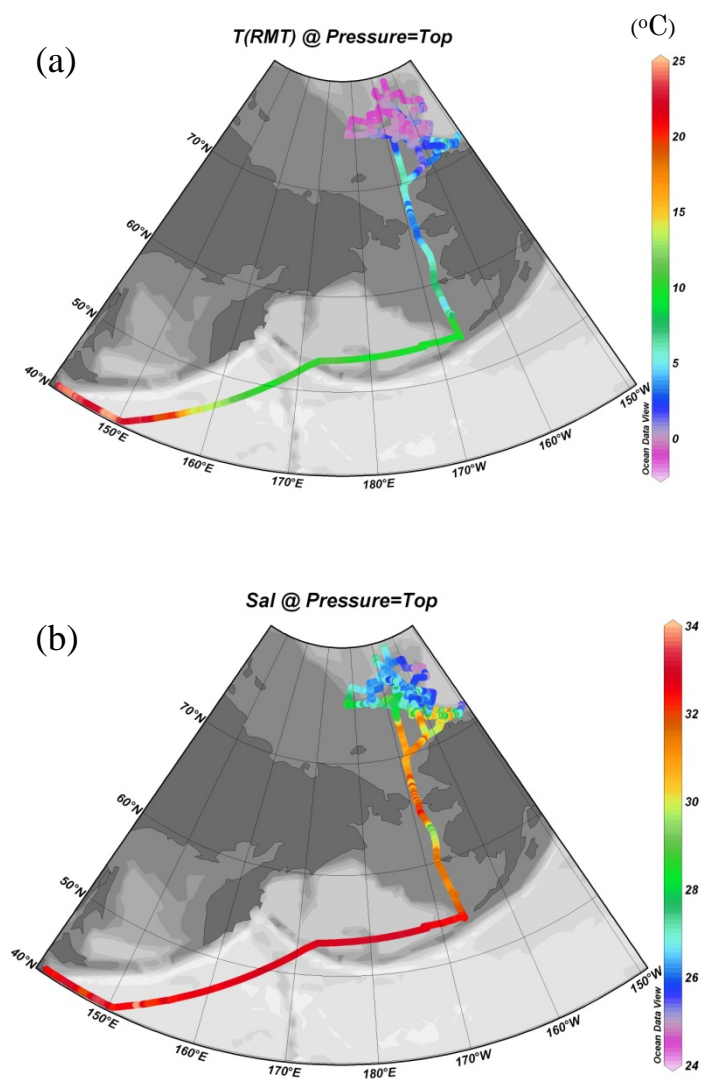 (°C)
T(RMT) @ Pressure=Top
(a)
25
20
15
10
5
0
70°N
60°N
50°N
40°N
150°E
160°E
170°E
180°E
170°W
160°W
150°W
Ocean Data View
Sal @ Pressure=Top
(b)
34
32
30
28
26
24
70°N
60°N
50°N
40°N
150°E
160°E
170°E
180°E
170°W
160°W
150°W
Ocean Data View